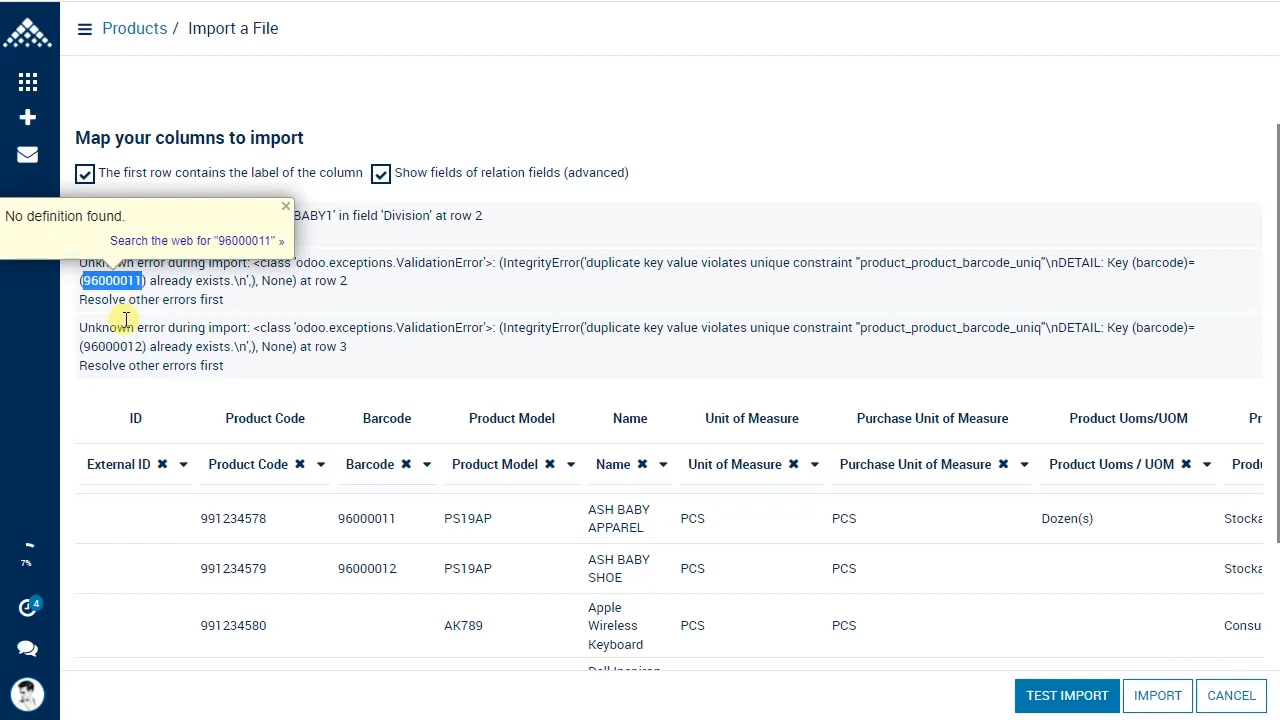 Products / Import a File
Map your columns to import
The first row contains the label of the column Show fields of relation fields (advanced)
No definition found.
Search the web for "96000011" »
BABY1' in field 'Division' at row 2
Unknown error during import: <class 'odoo.exceptions.ValidationError'>: (IntegrityError('duplicate key value violates unique constraint "product_product_barcode_uniq"\nDETAIL: Key (barcode)=
(96000011) already exists.\n',), None) at row 2
Resolve other errors first
Unknown error during import: <class 'odoo.exceptions.ValidationError'>: (IntegrityError('duplicate key value violates unique constraint "product_product_barcode_uniq"\nDETAIL: Key (barcode)=
(96000012) already exists.\n',), None) at row 3
Resolve other errors first
ID Product Code Barcode Product Model Name Unit of Measure Purchase Unit of Measure Product Uoms/UOM Pr
External ID Product Code Barcode Product Model Name Unit of Measure Purchase Unit of Measure Product Uoms / UOM Produ
991234578 96000011 PS19AP ASH BABY APPAREL PCS PCS Dozen(s) Stocka
991234579 96000012 PS19AP ASH BABY SHOE PCS PCS Stocka
991234580 AK789 Apple Wireless Keyboard PCS PCS Consu
7%
4
TEST IMPORT IMPORT CANCEL